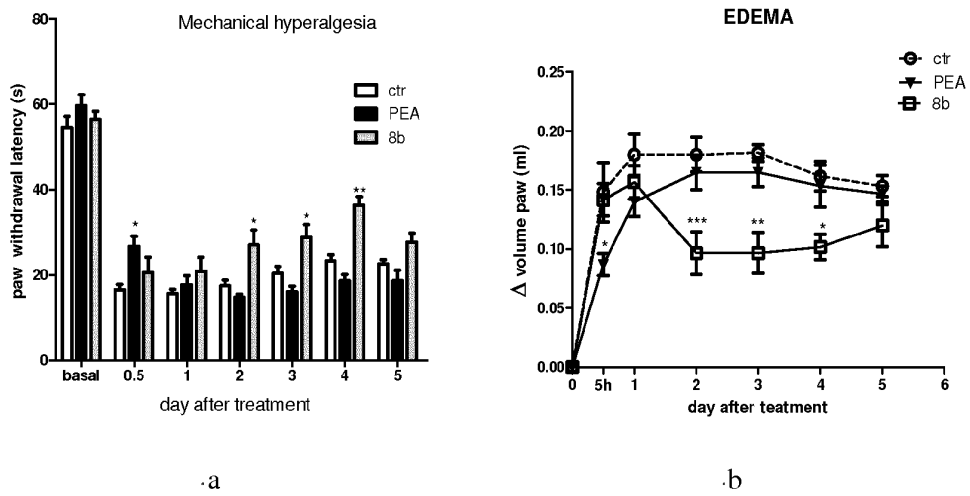 Mechanical hyperalgesia
paw withdrawal latency (s)
80
60
40
20
0
ctr
PEA
8b
*
*
*
**
basal 0.5 1 2 3 4 5
day after treatment
.a
EDEMA
Δ volume paw (ml)
0.25
0.20
0.15
0.10
0.05
0.00
ctr
PEA
8b
*
***
**
*
0 5h 1 2 3 4 5 6
day after teatment
.b